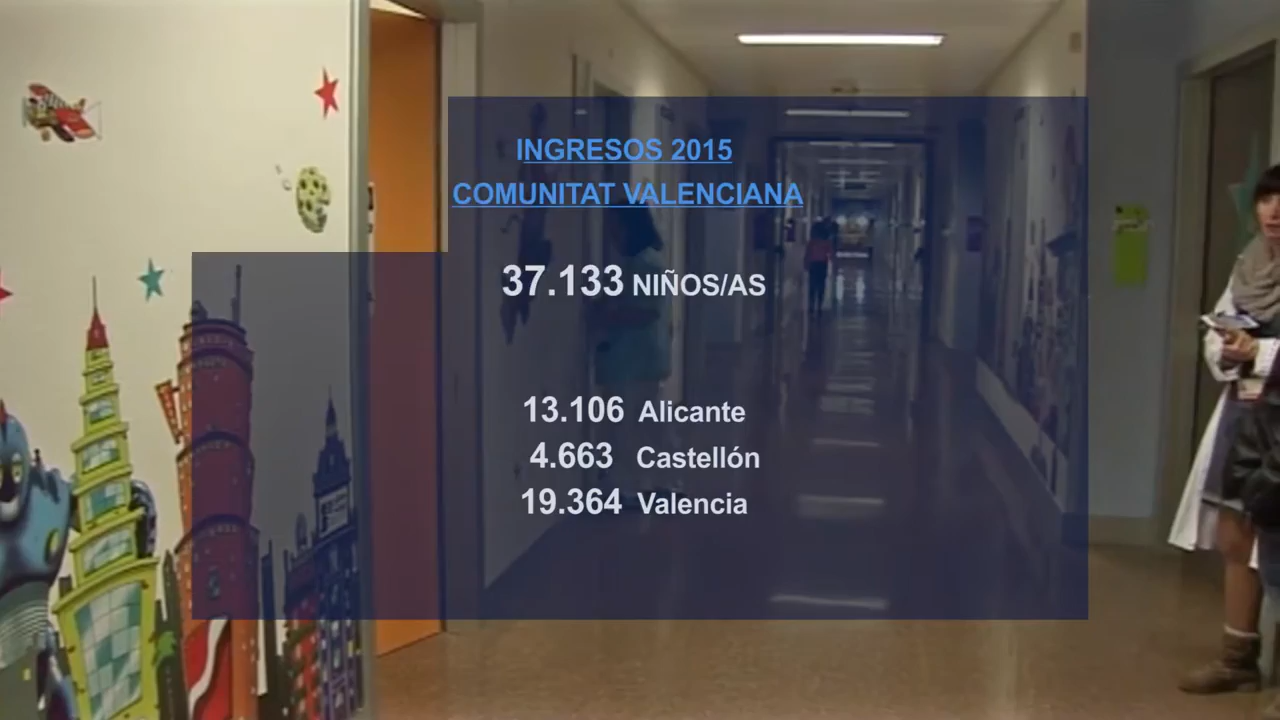 INGRESOS 2015
COMUNITAT VALENCIANA
37.133 NIÑOS/AS
13.106 Alicante
4.663 Castellón
19.364 Valencia